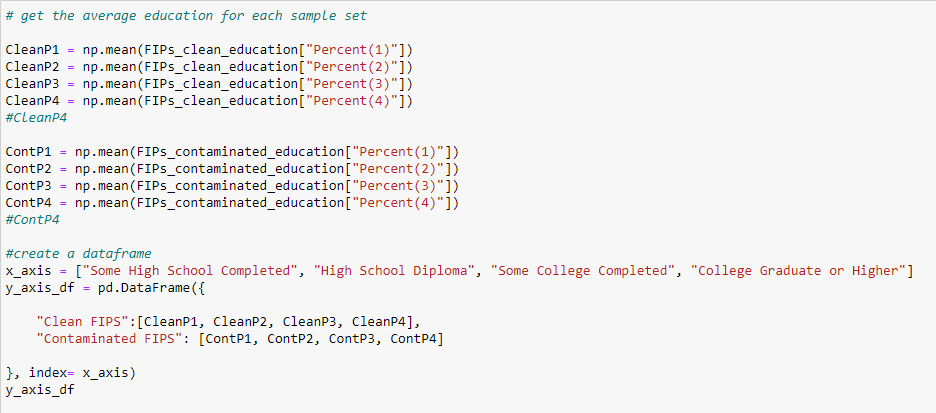 # get the average education for each sample set
CleanP1 = np.mean(FIPs_clean_education["Percent(1)"])
CleanP2 = np.mean(FIPs_clean_education["Percent(2)"])
CleanP3 = np.mean(FIPs_clean_education["Percent(3)"])
CleanP4 = np.mean(FIPs_clean_education["Percent(4)"])
#CleanP4
ContP1 = np.mean(FIPs_contaminated_education["Percent(1)"])
ContP2 = np.mean(FIPs_contaminated_education["Percent(2)"])
ContP3 = np.mean(FIPs_contaminated_education["Percent(3)"])
ContP4 = np.mean(FIPs_contaminated_education["Percent(4)"])
#ContP4
#create a dataframe
x_axis = ["Some High School Completed", "High School Diploma", "Some College Completed", "College Graduate or Higher"]
y_axis_df = pd.DataFrame({
    "Clean FIPS":[CleanP1, CleanP2, CleanP3, CleanP4],
    "Contaminated FIPS": [ContP1, ContP2, ContP3, ContP4]
}, index= x_axis)
y_axis_df